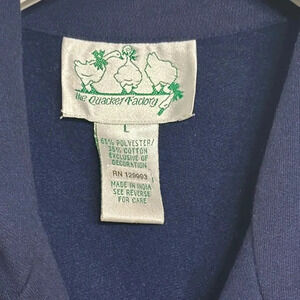 the Quacker Factory
L
65% POLYESTER/
35% COTTON
EXCLUSIVE OF
DECORATION
RN 129993
MADE IN INDIA
SEE REVERSE
FOR CARE